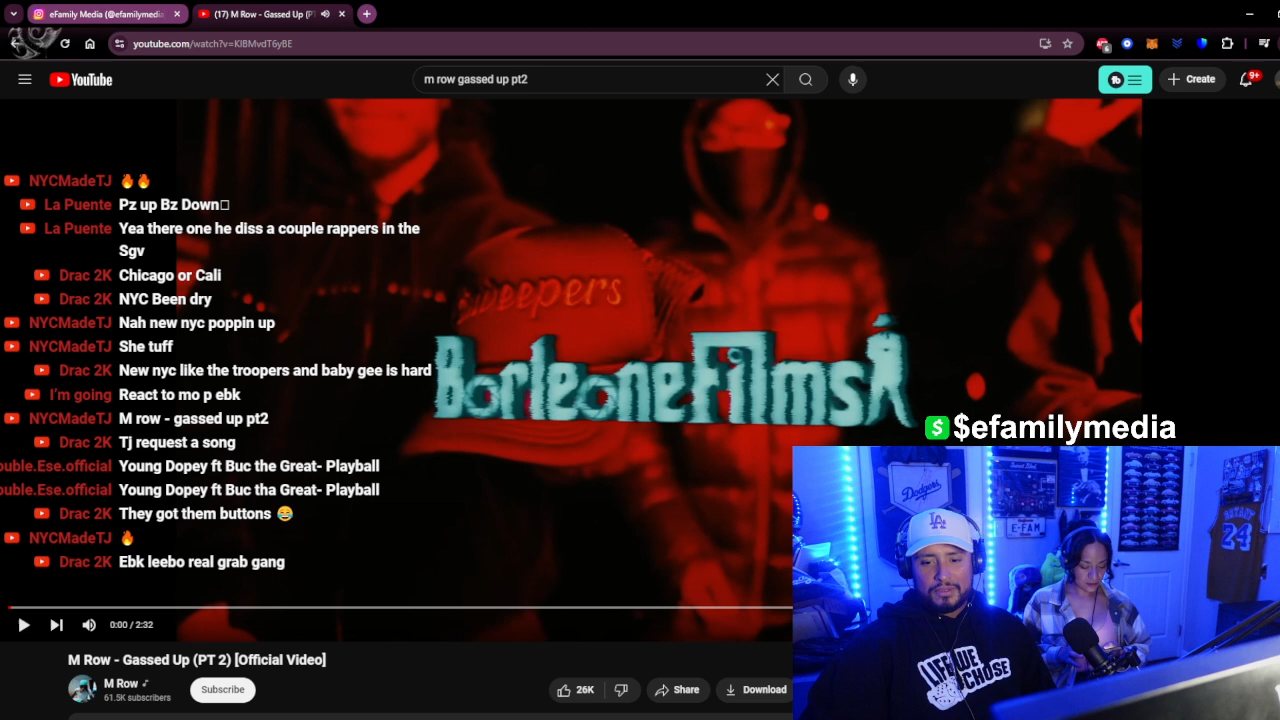 eFamily Media (@efamilymedia
(17) M Row - Gassed Up (PT
youtube.com/watch?v=KlBMvdT6yBE
6
YouTube
m row gassed up pt2
Create
9+
NYCMadeTJ 🔥🔥
La Puente Pz up Bz Down□
La Puente Yea there one he diss a couple rappers in the
Sgv
Drac 2K Chicago or Cali
Drac 2K NYC Been dry
NYCMadeTJ Nah new nyc poppin up
NYCMadeTJ She tuff
Drac 2K New nyc like the troopers and baby gee is hard
I'm going React to mo p ebk
NYCMadeTJ M row - gassed up pt2
Drac 2K Tj request a song
ouble.Ese.official Young Dopey ft Buc the Great- Playball
ouble.Ese.official Young Dopey ft Buc tha Great- Playball
Drac 2K They got them buttons 😂
NYCMadeTJ 🔥
Drac 2K Ebk leebo real grab gang
BorleoneFilms
$ $efamilymedia
Dodgers
LA
E-FAM
BRYANT
24
LIFE WE
CHOSE
0:00 / 2:32
M Row - Gassed Up (PT 2) [Official Video]
M Row
61.5K subscribers
Subscribe
26K
Share
Download